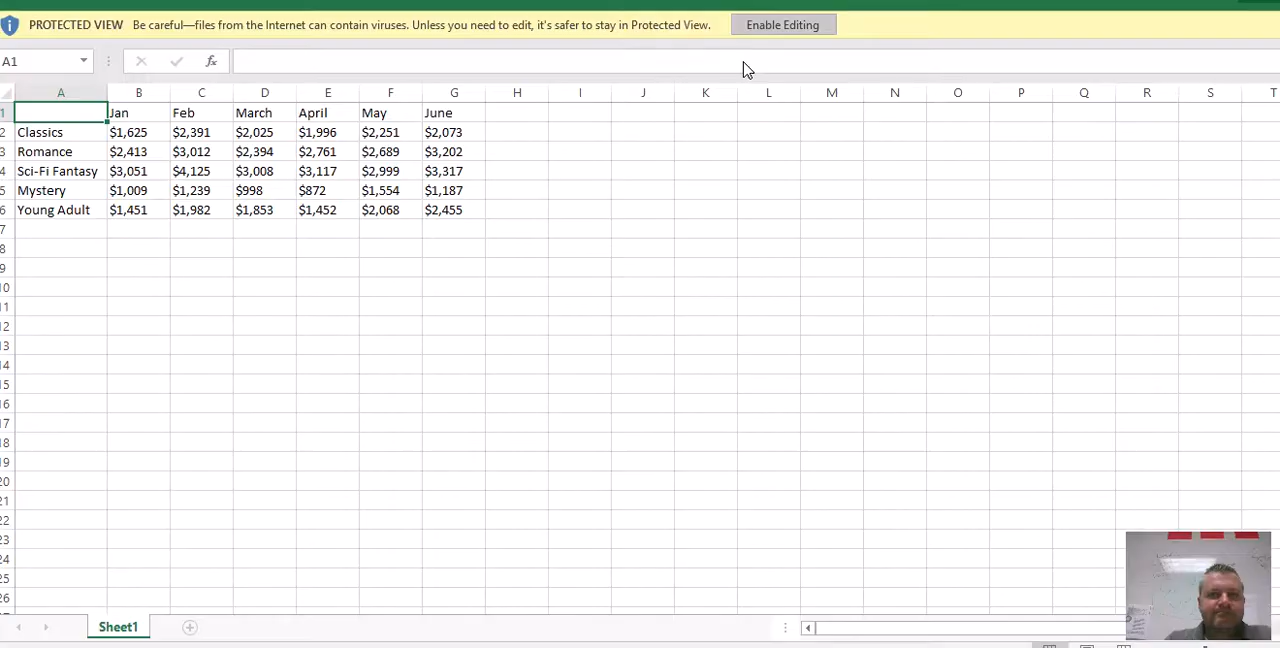 PROTECTED VIEW Be careful—files from the Internet can contain viruses. Unless you need to edit, it's safer to stay in Protected View. Enable Editing
A1 fx
A B C D E F G H I J K L M N O P Q R S T
1 Jan Feb March April May June
2 Classics $1,625 $2,391 $2,025 $1,996 $2,251 $2,073
3 Romance $2,413 $3,012 $2,394 $2,761 $2,689 $3,202
4 Sci-Fi Fantasy $3,051 $4,125 $3,008 $3,117 $2,999 $3,317
5 Mystery $1,009 $1,239 $998 $872 $1,554 $1,187
6 Young Adult $1,451 $1,982 $1,853 $1,452 $2,068 $2,455
7
8
9
10
11
12
13
14
15
16
17
18
19
20
21
22
23
24
25
26
Sheet1